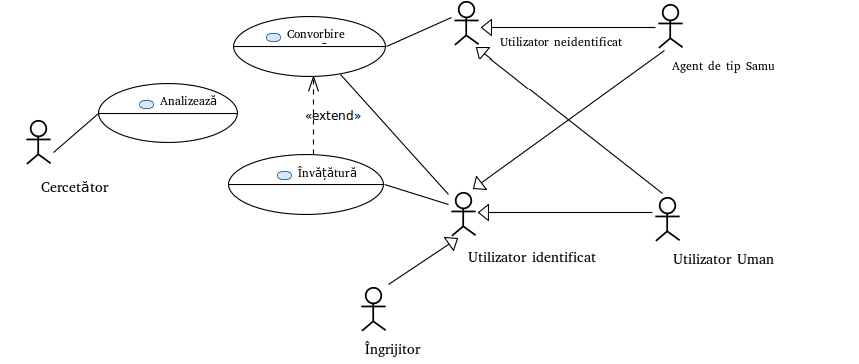 Convorbire
Utilizator neidentificat
Agent de tip Samu
Analizează
«extend»
Învățătură
Cercetător
Utilizator identificat
Utilizator Uman
Îngrijitor